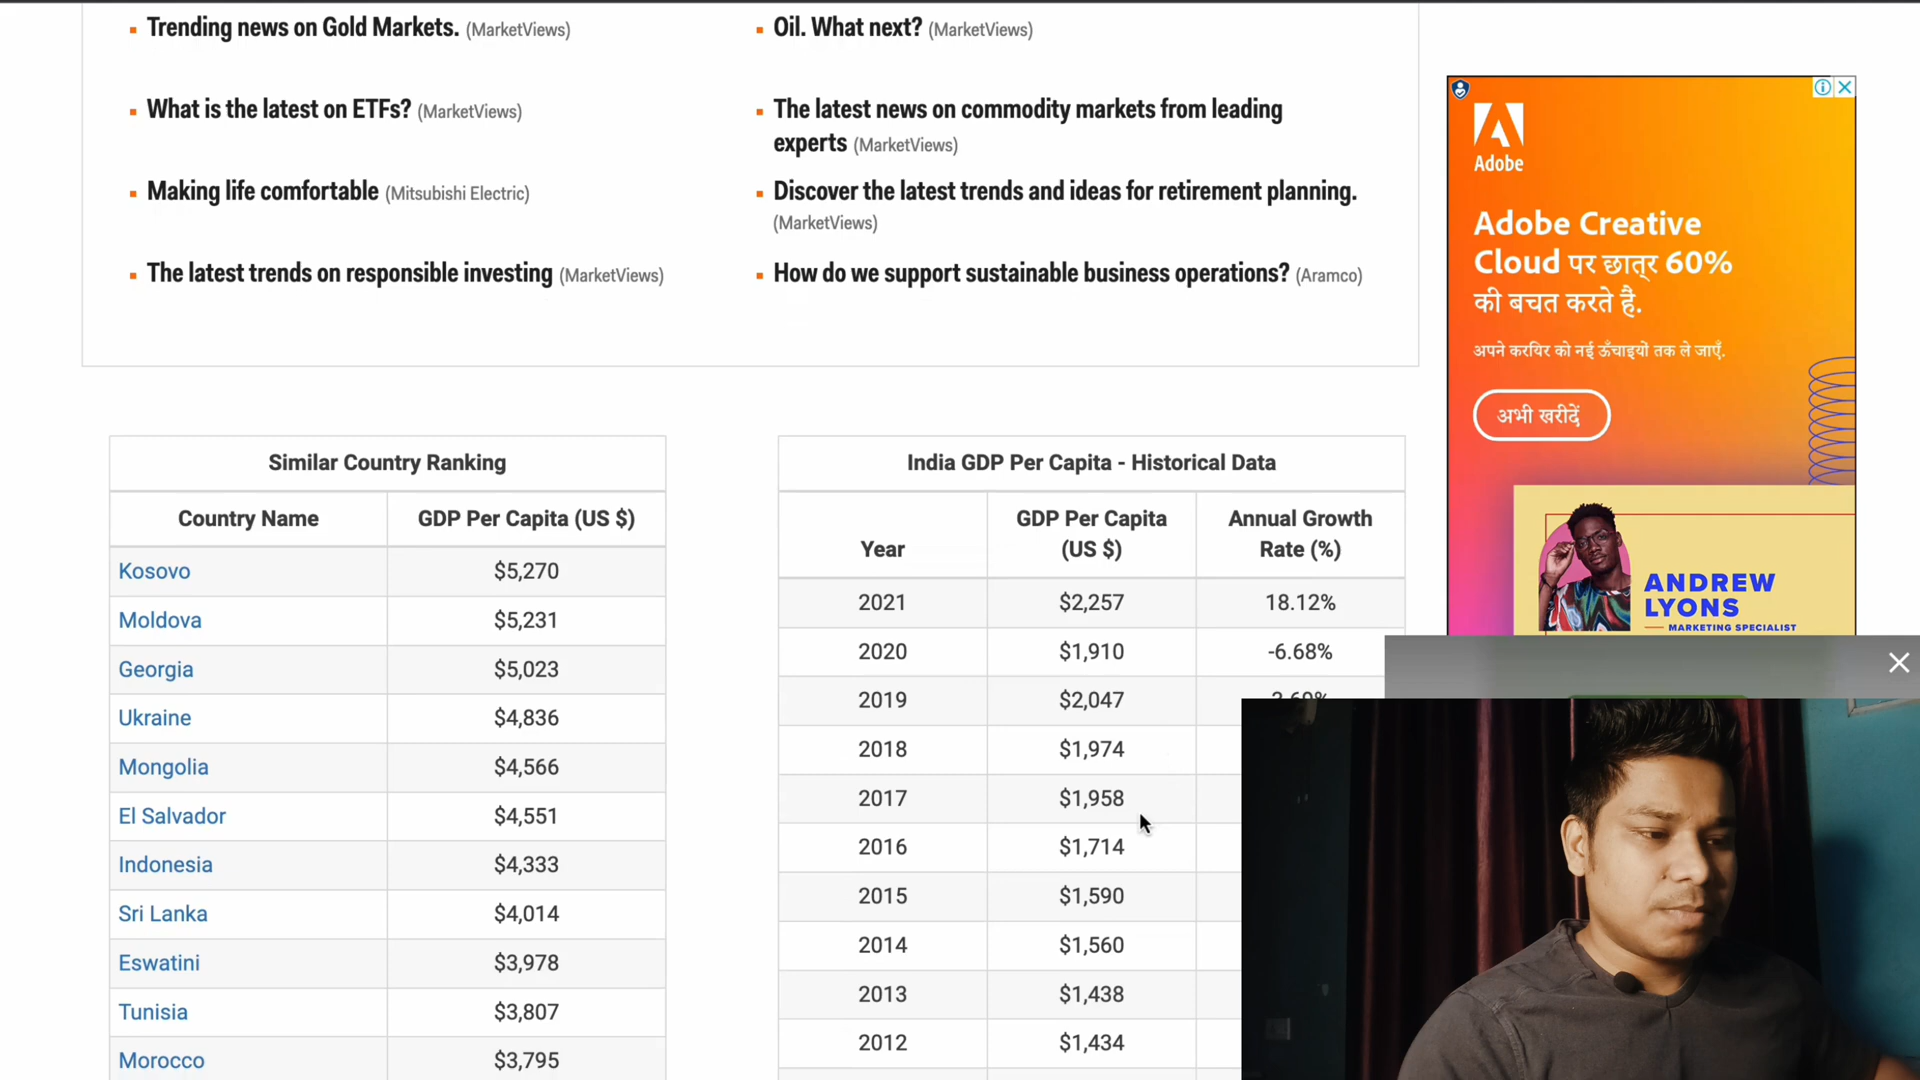 Trending news on Gold Markets. (MarketViews)
Oil. What next? (MarketViews)
What is the latest on ETFs? (MarketViews)
The latest news on commodity markets from leading
experts (MarketViews)
Making life comfortable (Mitsubishi Electric)
Discover the latest trends and ideas for retirement planning.
(MarketViews)
The latest trends on responsible investing (MarketViews)
How do we support sustainable business operations? (Aramco)
Adobe
Adobe Creative
Cloud पर छात्र 60%
की बचत करते हैं.
अपने करियर को नई ऊँचाइयों तक ले जाएँ.
अभी खरीदें
ANDREW
LYONS
MARKETING SPECIALIST
Similar Country Ranking
Country Name GDP Per Capita (US $)
Kosovo $5,270
Moldova $5,231
Georgia $5,023
Ukraine $4,836
Mongolia $4,566
El Salvador $4,551
Indonesia $4,333
Sri Lanka $4,014
Eswatini $3,978
Tunisia $3,807
Morocco $3,795
India GDP Per Capita - Historical Data
Year GDP Per Capita (US $) Annual Growth Rate (%)
2021 $2,257 18.12%
2020 $1,910 -6.68%
2019 $2,047
2018 $1,974
2017 $1,958
2016 $1,714
2015 $1,590
2014 $1,560
2013 $1,438
2012 $1,434